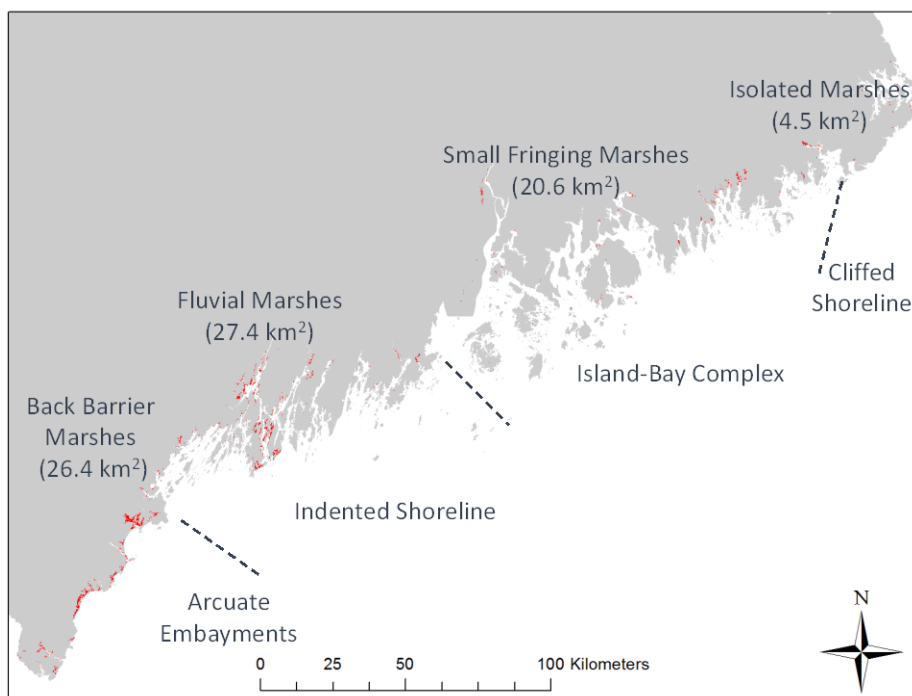 Isolated Marshes
(4.5 km²)
Small Fringing Marshes
(20.6 km²)
Cliffed
Shoreline
Fluvial Marshes
(27.4 km²)
Island-Bay Complex
Back Barrier
Marshes
(26.4 km²)
Indented Shoreline
Arcuate
Embayments
N
0 25 50 100 Kilometers